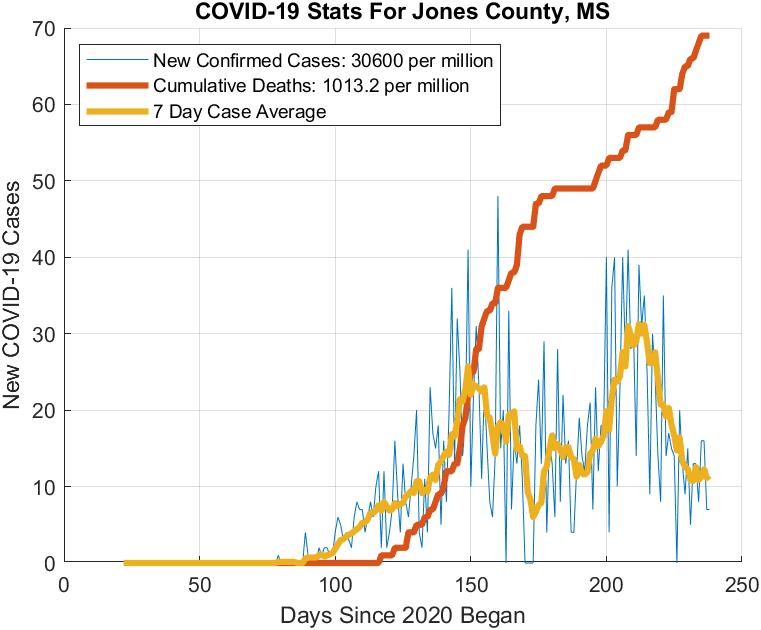 COVID-19 Stats For Jones County, MS
New Confirmed Cases: 30600 per million
Cumulative Deaths: 1013.2 per million
7 Day Case Average
New COVID-19 Cases
70
60
50
40
30
20
10
0
0 50 100 150 200 250
Days Since 2020 Began